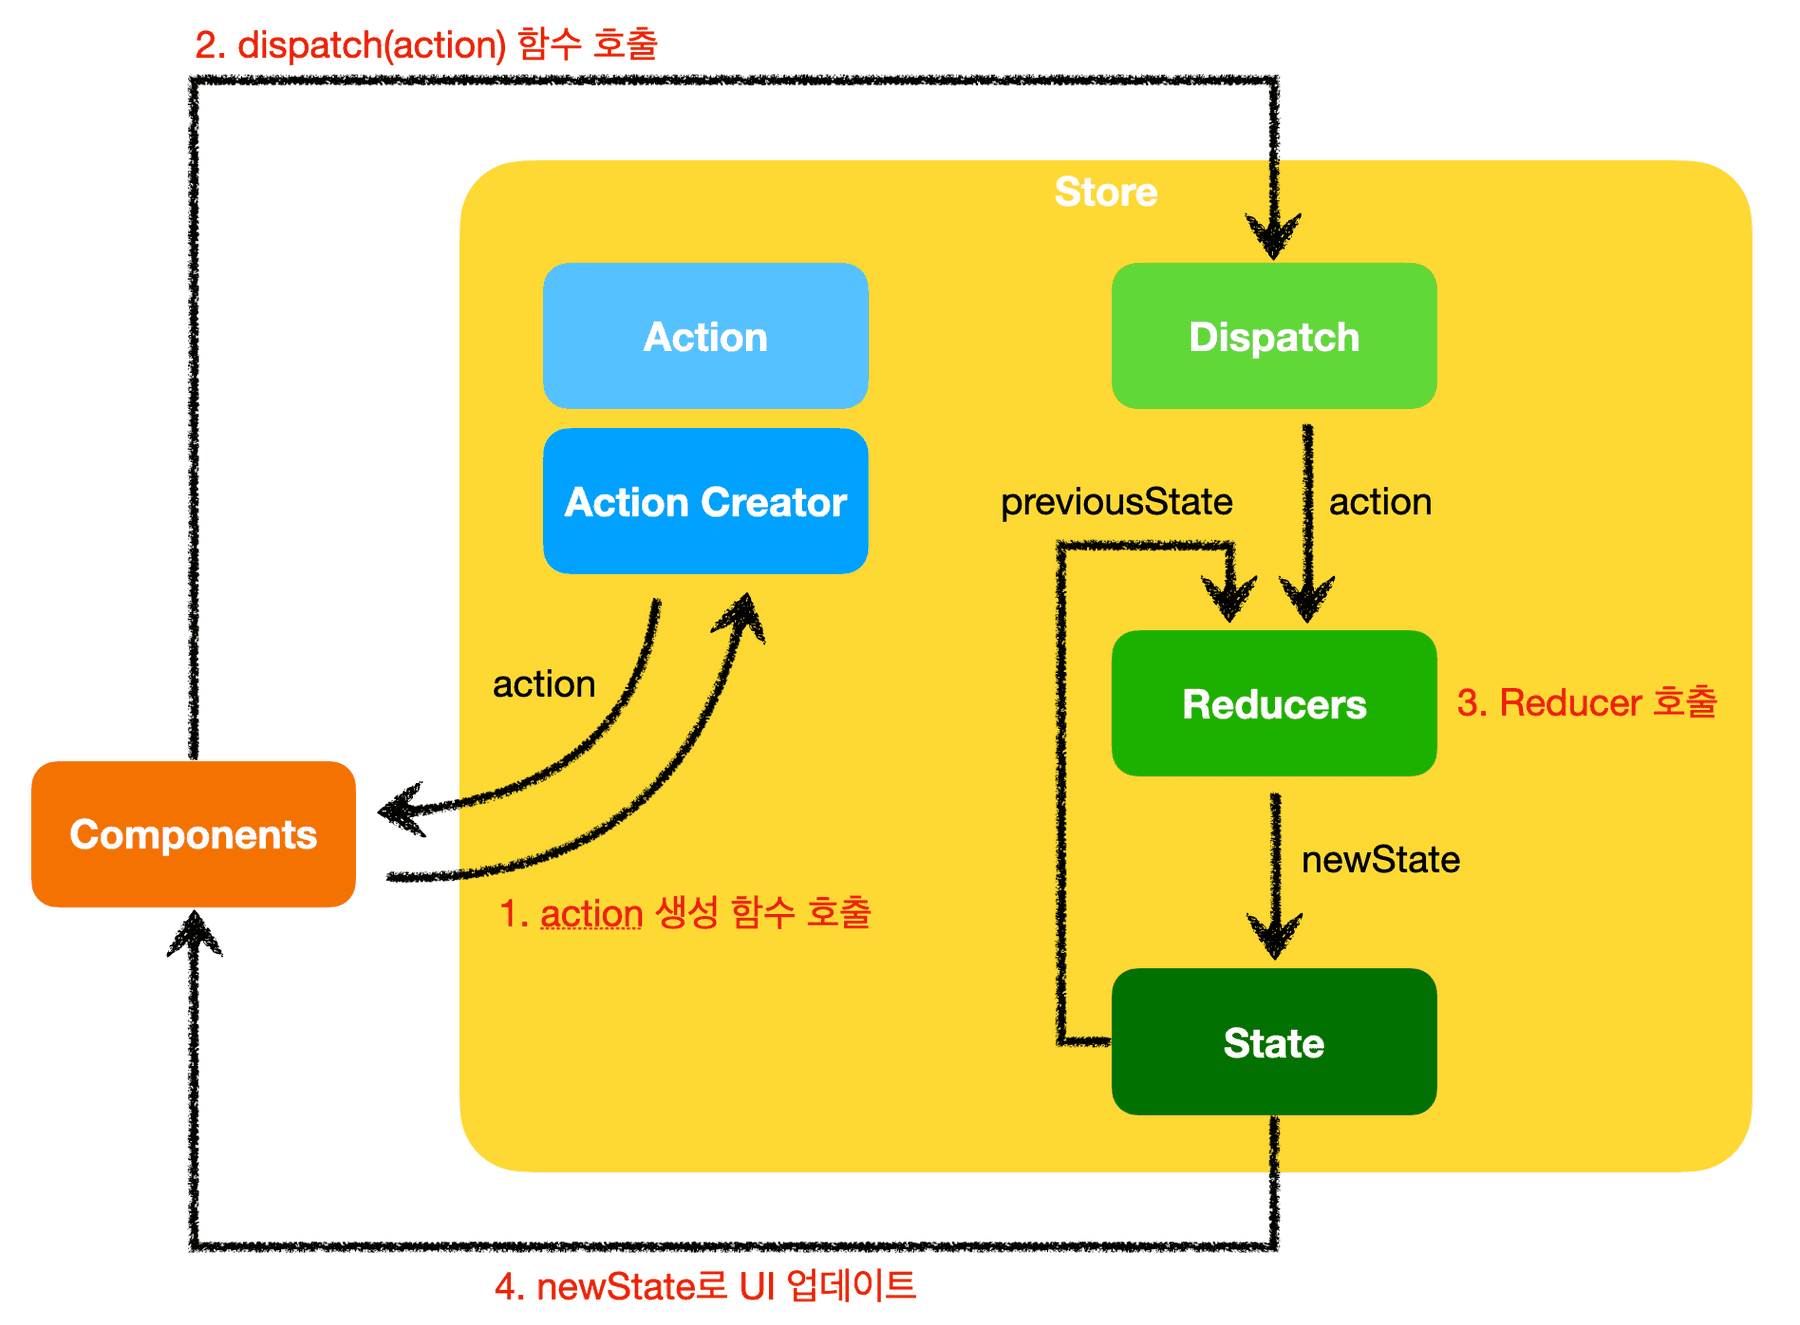 2. dispatch(action) 함수 호출
Store
Action
Dispatch
Action Creator
previousState
action
action
Reducers
3. Reducer 호출
Components
newState
1. action 생성 함수 호출
State
4. newState로 UI 업데이트